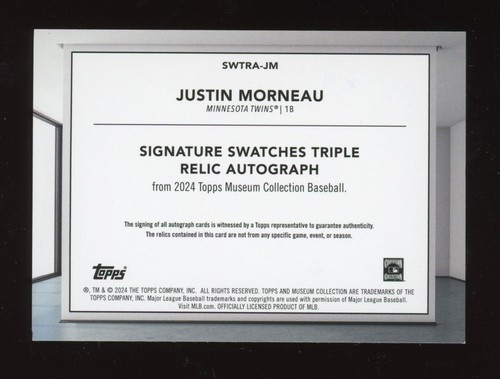 SWTRA-JM
JUSTIN MORNEAU
MINNESOTA TWINS® | 1B
SIGNATURE SWATCHES TRIPLE
RELIC AUTOGRAPH
from 2024 Topps Museum Collection Baseball.
The signing of all autograph cards is witnessed by a Topps representative to guarantee authenticity.
The relics contained in this card are not from any specific game, event, or season.
topps
®, TM & © 2024 THE TOPPS COMPANY, INC. ALL RIGHTS RESERVED. TOPPS AND MUSEUM COLLECTION ARE TRADEMARKS OF THE
TOPPS COMPANY, INC. Major League Baseball trademarks and copyrights are used with permission of Major League Baseball.
Visit MLB.com. OFFICIALLY LICENSED PRODUCT OF MLB.